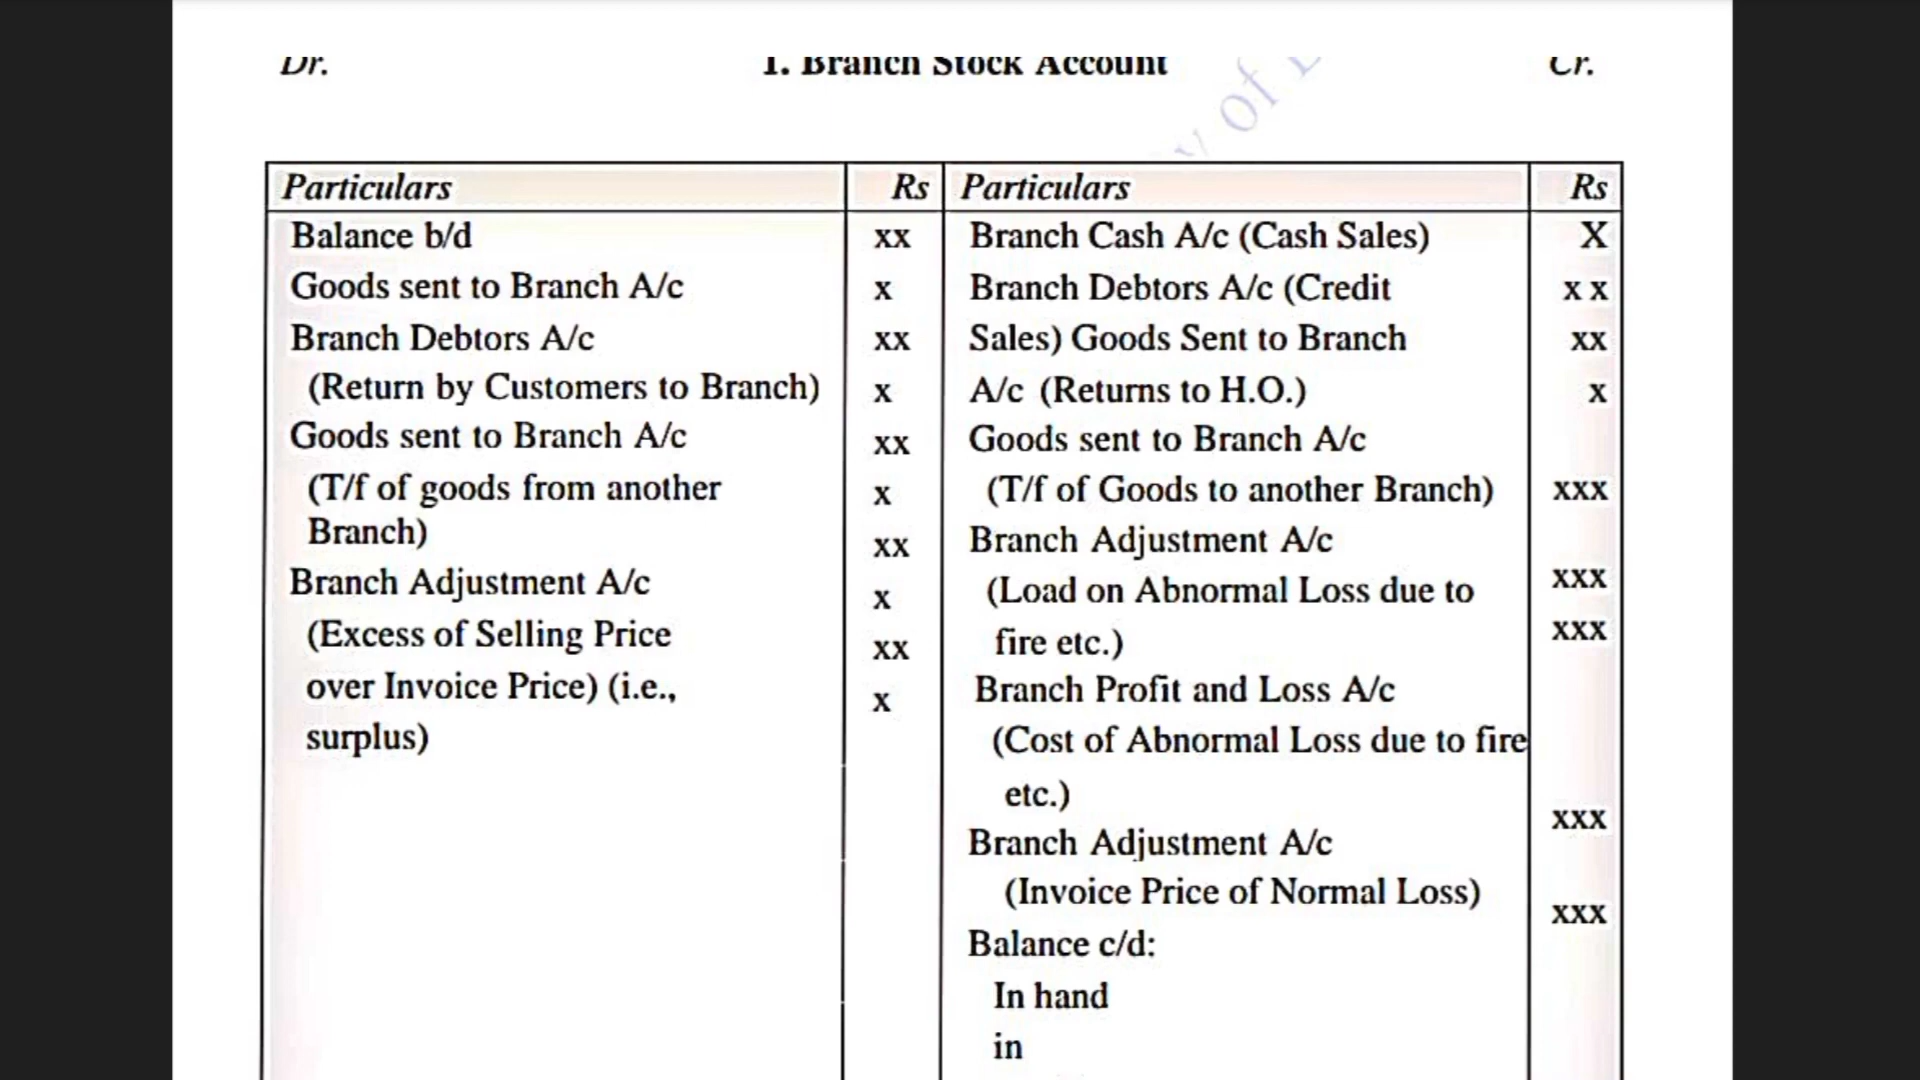 Dr. 1. Branch Stock Account Cr.
of
Particulars Rs Particulars Rs
Balance b/d xx Branch Cash A/c (Cash Sales) X
Goods sent to Branch A/c x Branch Debtors A/c (Credit x x
Branch Debtors A/c xx Sales) Goods Sent to Branch xx
(Return by Customers to Branch) x A/c (Returns to H.O.) x
Goods sent to Branch A/c xx Goods sent to Branch A/c
(T/f of goods from another x (T/f of Goods to another Branch) xxx
Branch) xx Branch Adjustment A/c
Branch Adjustment A/c x (Load on Abnormal Loss due to xxx
(Excess of Selling Price xx fire etc.) xxx
over Invoice Price) (i.e., x Branch Profit and Loss A/c
surplus) (Cost of Abnormal Loss due to fire
etc.)
xxx
Branch Adjustment A/c
(Invoice Price of Normal Loss)
xxx
Balance c/d:
In hand
in